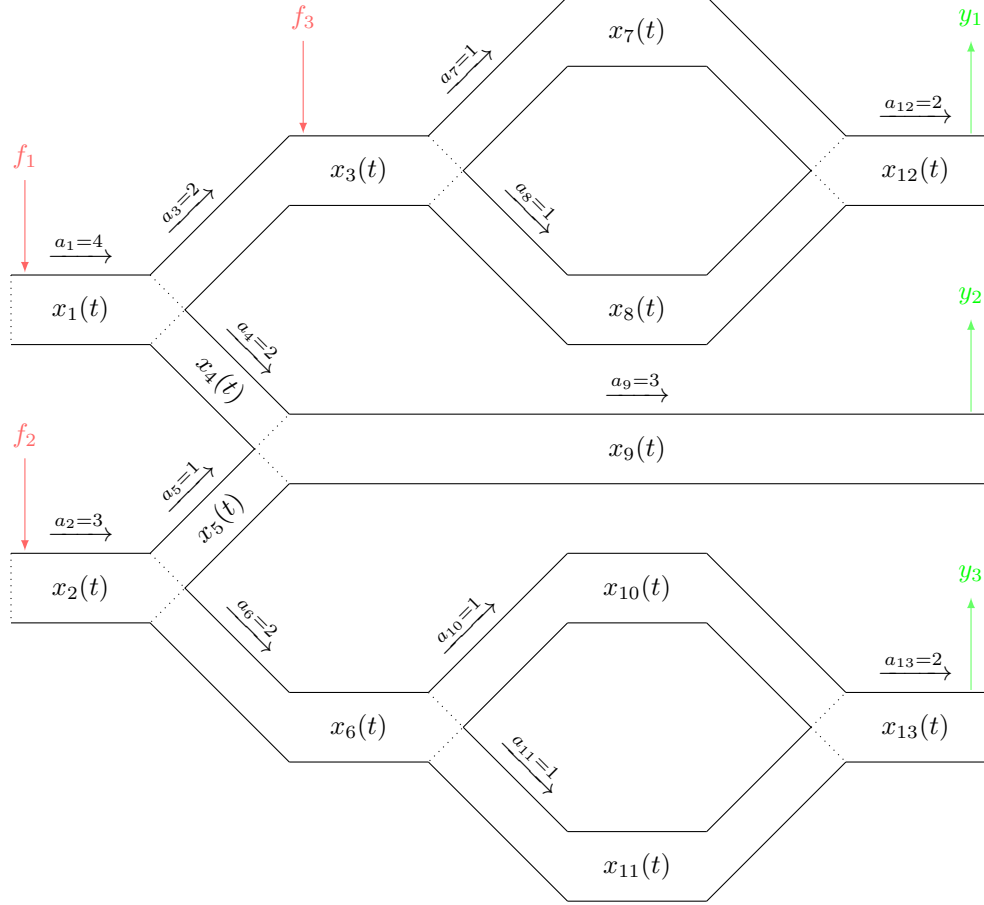 f₃
y₁
x₇(t)
a₇=1
a₁₂=2
f₁
x₃(t)
x₁₂(t)
a₃=2
a₈=1
a₁=4
x₁(t)
x₈(t)
y₂
a₄=2
x₄(t)
a₉=3
f₂
x₉(t)
a₅=1
x₅(t)
a₂=3
x₂(t)
x₁₀(t)
y₃
a₆=2
a₁₀=1
a₁₃=2
x₆(t)
x₁₃(t)
a₁₁=1
x₁₁(t)